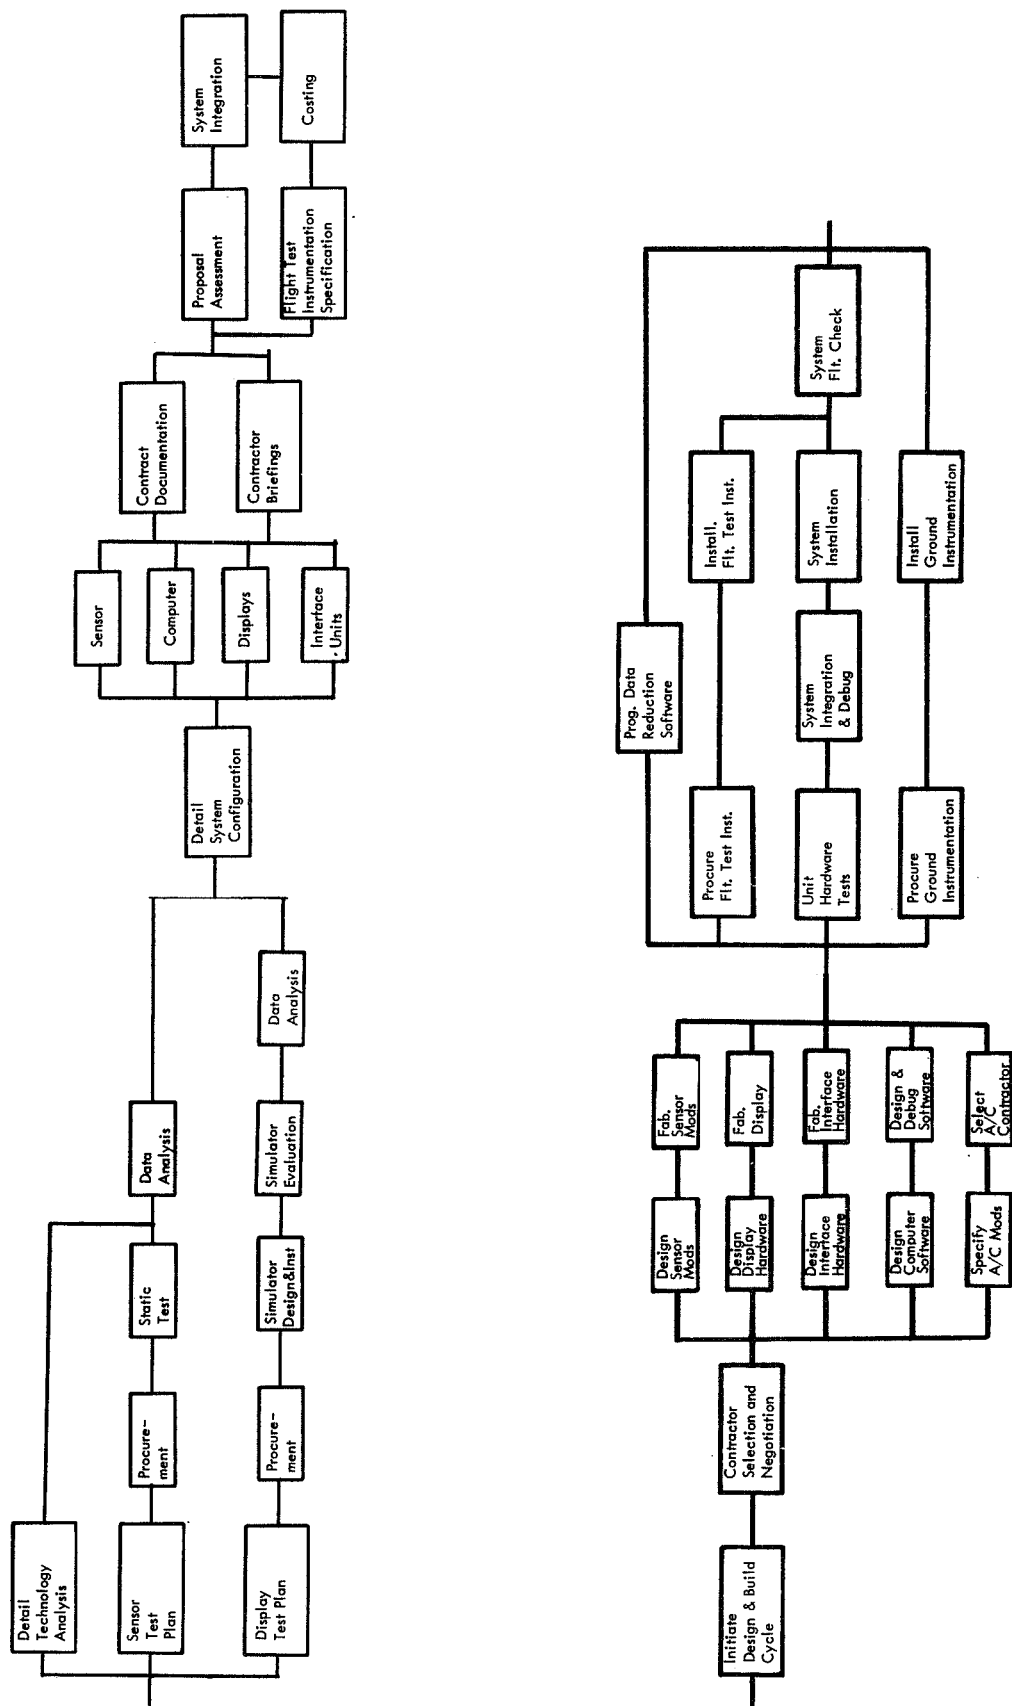 Detail
Technology
Analysis
Sensor
Test
Plan
Display
Test Plan
Procure-
ment
Procure-
ment
Static
Test
Simulator
Design&Inst
Data
Analysis
Simulator
Evaluation
Data
Analysis
Detail
System
Configuration
Sensor
Computer
Displays
Interface
Units
Contract
Documentation
Contractor
Briefings
Proposal
Assessment
Flight Test
Instrumentation
Specification
System
Integration
Costing
Initiate
Design & Build
Cycle
Contractor
Selection and
Negotiation
Design
Sensor
Mods
Design
Display
Hardware
Design
Interface
Hardware
Design
Computer
Software
Specify
A/C Mods
Fab.
Sensor
Mods
Fab.
Display
Fab.
Interface
Hardware
Design &
Debug
Software
Select
A/C
Contractor
Prog. Data
Reduction
Software
Procure
Flt. Test Inst.
Unit
Hardware
Tests
Procure
Ground
Instrumentation
System
Integration
& Debug
Install.
Flt. Test Inst.
System
Installation
Install
Ground
Instrumentation
System
Flt. Check